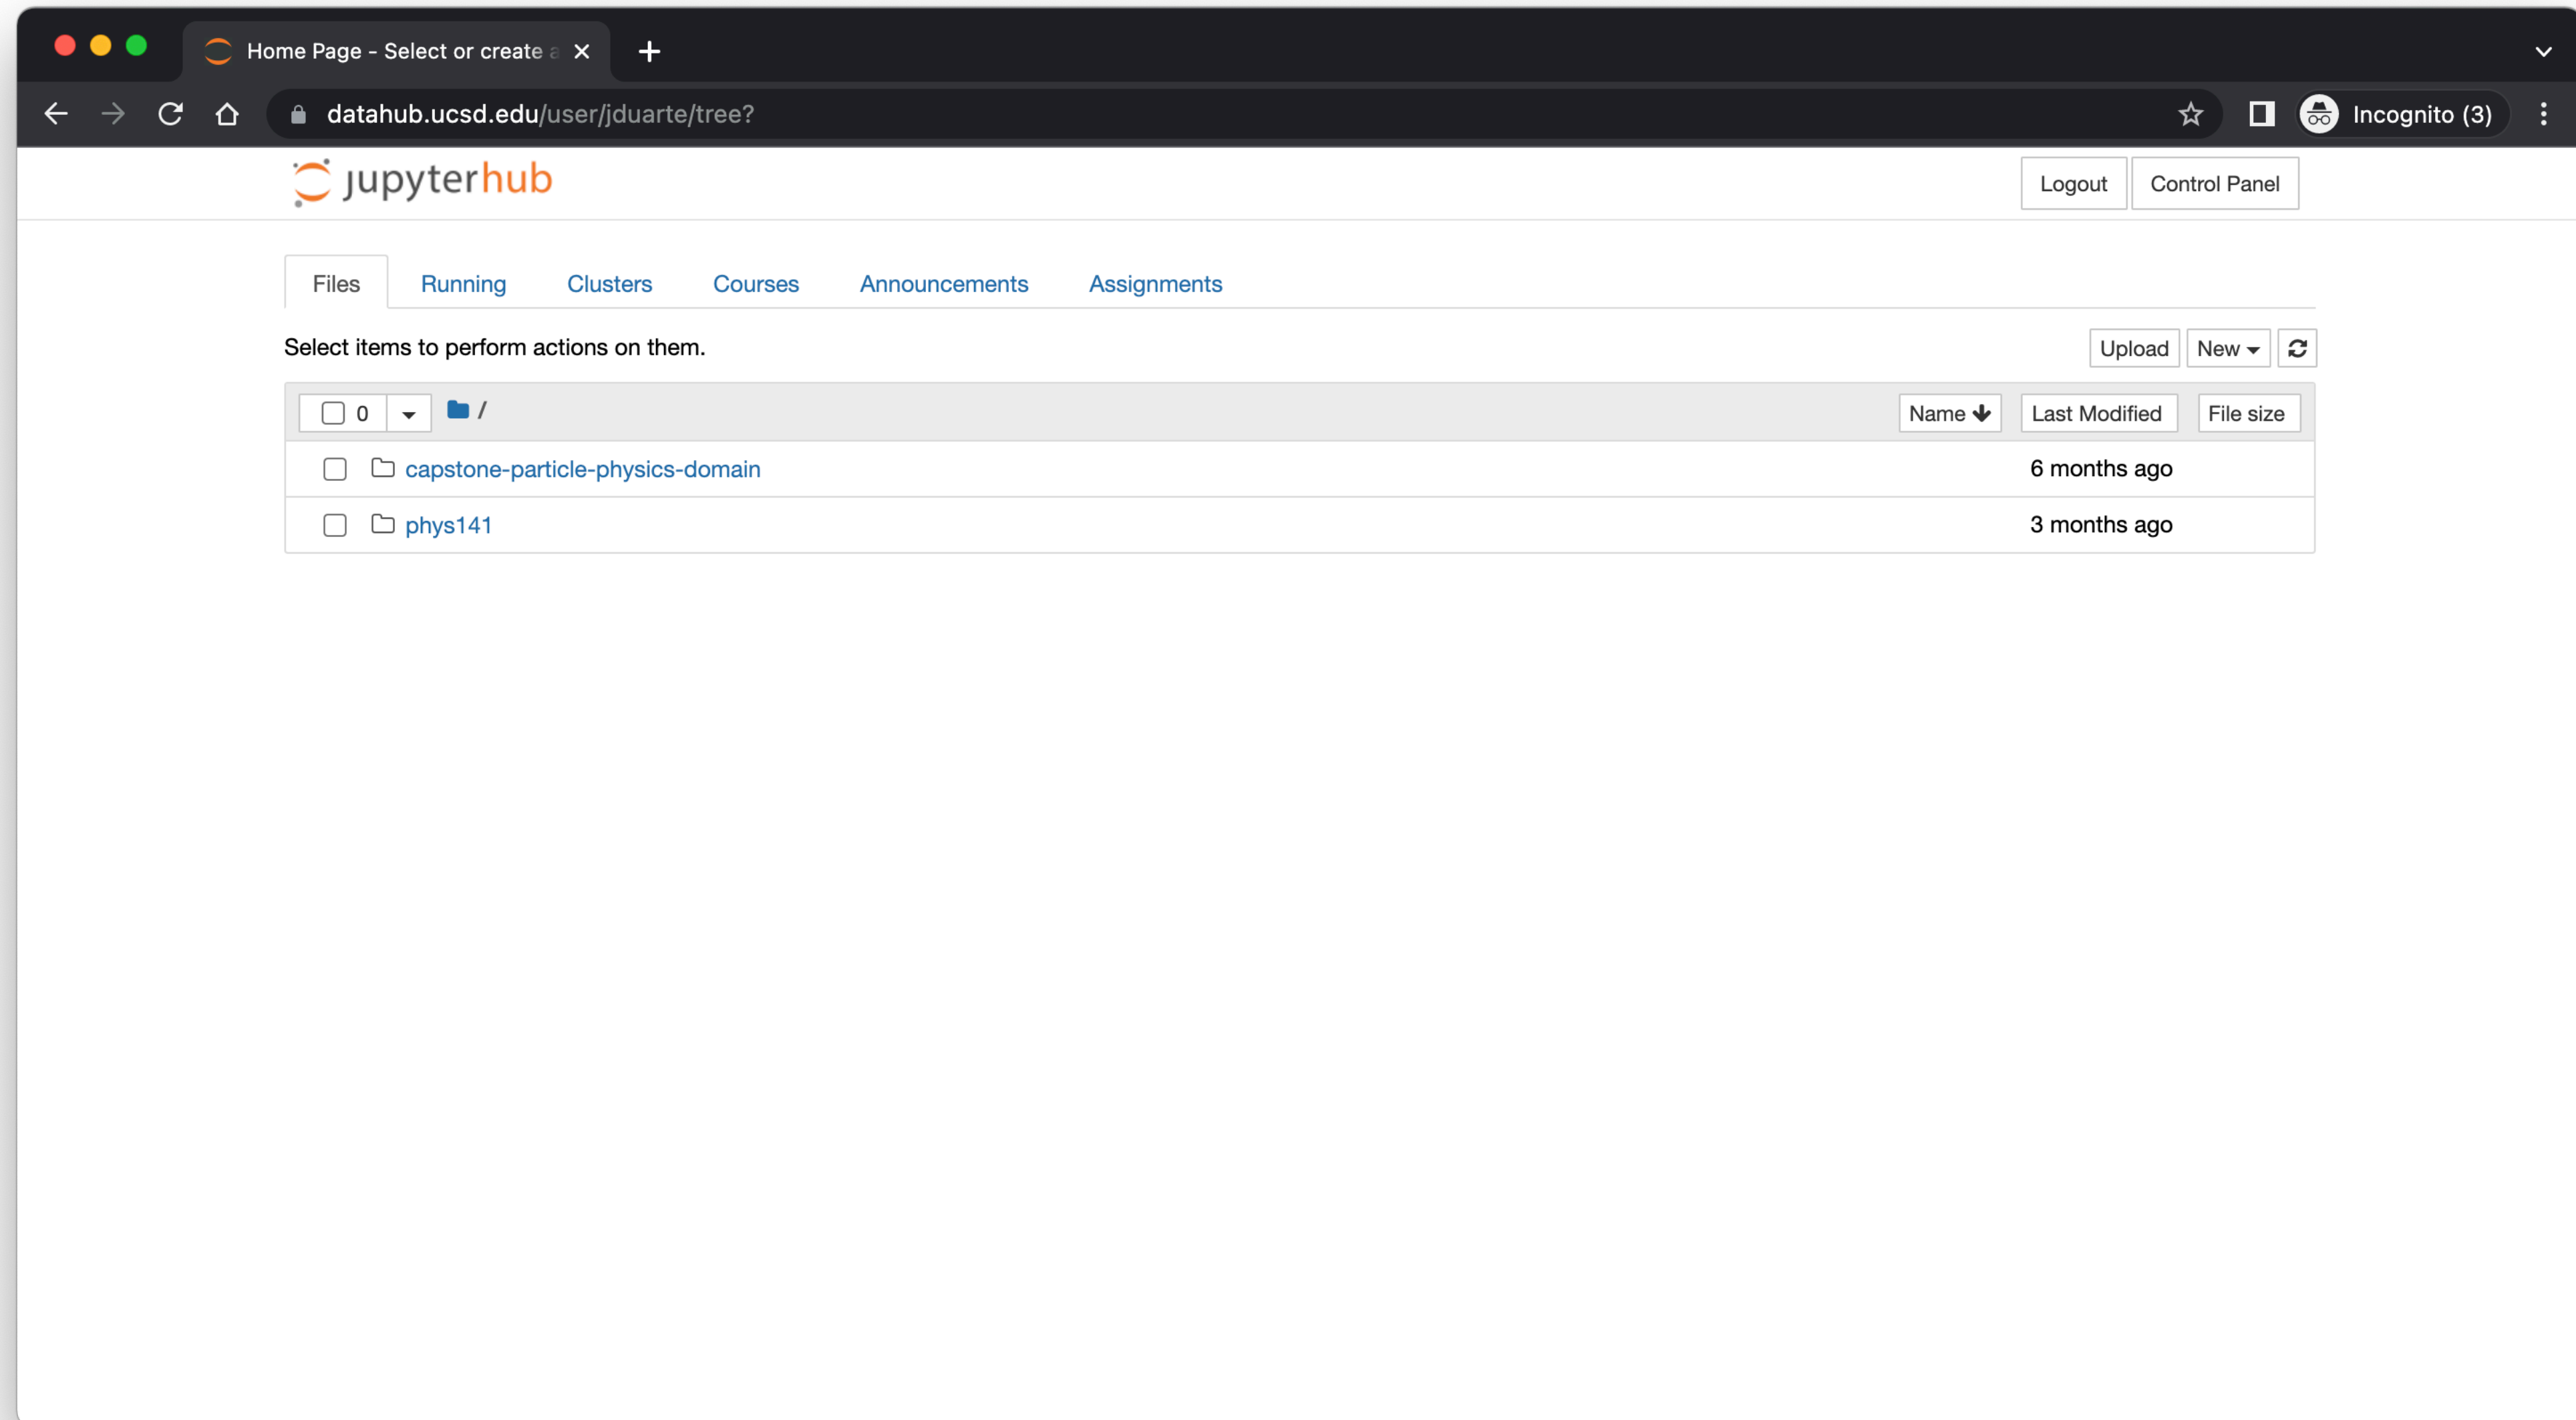 Home Page - Select or create a
datahub.ucsd.edu/user/jduarte/tree?
Incognito (3)
jupyterhub
Logout
Control Panel
Files
Running
Clusters
Courses
Announcements
Assignments
Select items to perform actions on them.
Upload
New
0
/
Name
Last Modified
File size
capstone-particle-physics-domain
6 months ago
phys141
3 months ago